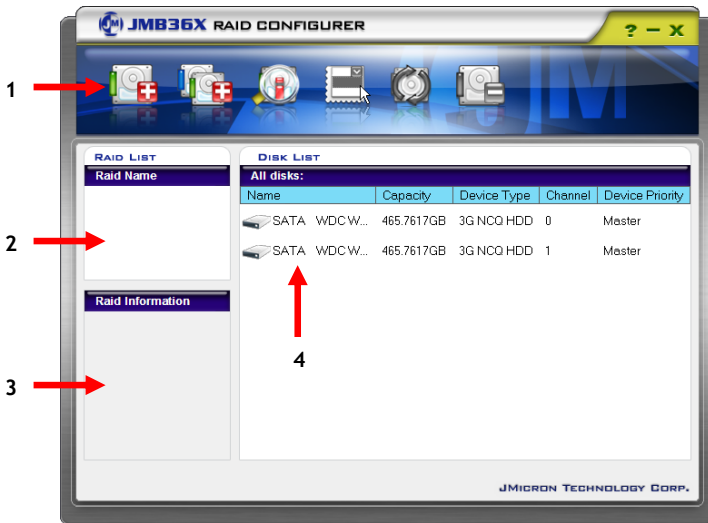 JMB36X RAID CONFIGURER
? – X
1
RAID LIST
DISK LIST
Raid Name
All disks:
Name Capacity Device Type Channel Device Priority
SATA WDC W... 465.7617GB 3G NCQ HDD 0 Master
2
SATA WDC W... 465.7617GB 3G NCQ HDD 1 Master
Raid Information
4
3
JMICRON TECHNOLOGY CORP.